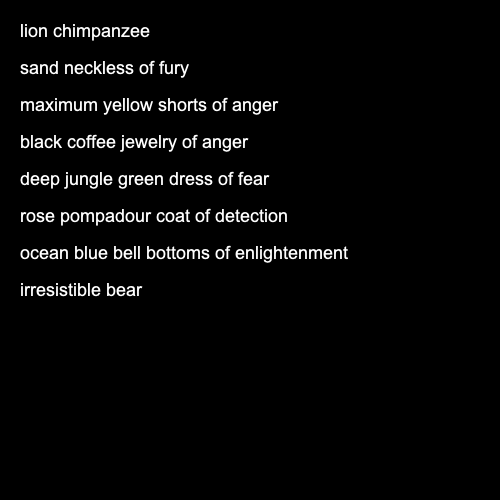 lion chimpanzee
sand neckless of fury
maximum yellow shorts of anger
black coffee jewelry of anger
deep jungle green dress of fear
rose pompadour coat of detection
ocean blue bell bottoms of enlightenment
irresistible bear